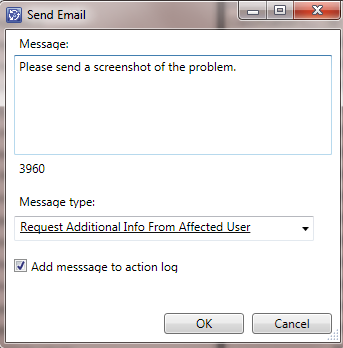 Send Email
Message:
Please send a screenshot of the problem.
3960
Message type:
Request Additional Info From Affected User
Add messsage to action log
OK
Cancel